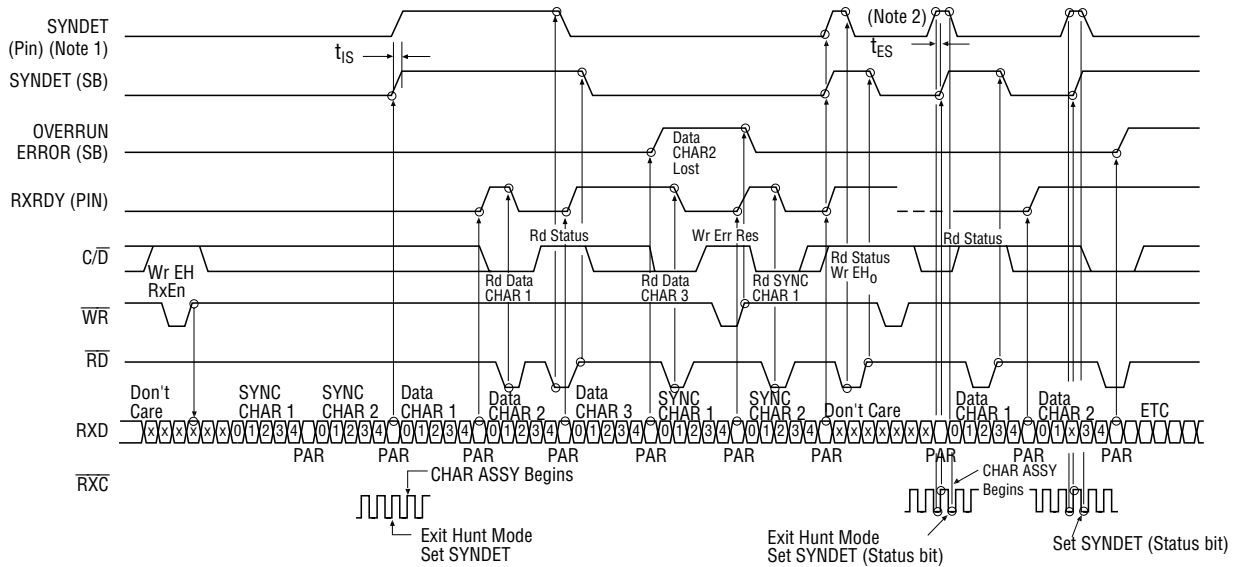 SYNDET
(Pin) (Note 1)
tIS
(Note 2)
tES
SYNDET (SB)
OVERRUN
ERROR (SB)
Data
CHAR2
Lost
RXRDY (PIN)
Rd Status
Wr Err Res
Rd Status
C/D
Wr EH
RxEn
Rd Data
CHAR 1
Rd Data
CHAR 3
Rd SYNC
CHAR 1
Rd Status
Wr EHo
WR
RD
Don't
Care
SYNC
CHAR 1
SYNC
CHAR 2
Data
CHAR 1
Data
CHAR 2
Data
CHAR 3
SYNC
CHAR 1
SYNC
CHAR 2
Don't Care
Data
CHAR 1
Data
CHAR 2
ETC
RXD x x x x x x 0 1 2 3 4 0 1 2 3 4 0 1 2 3 4 0 1 2 3 4 0 1 2 3 4 0 1 2 3 4 0 1 2 3 4 x x x x x x x 0 1 2 3 4 0 1 x 3 4
PAR PAR PAR PAR PAR PAR PAR PAR PAR PAR
RXC
CHAR ASSY Begins
Exit Hunt Mode
Set SYNDET
CHAR ASSY
Begins
Exit Hunt Mode
Set SYNDET (Status bit)
Set SYNDET (Status bit)